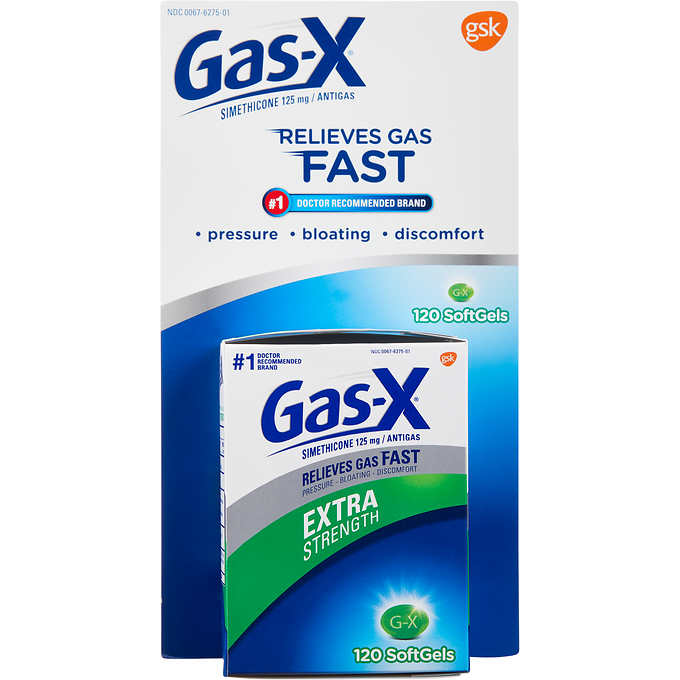 NDC 0067-6275-01
gsk
Gas-X®
SIMETHICONE 125 mg / ANTIGAS
RELIEVES GAS
FAST
#1 DOCTOR RECOMMENDED BRAND
• pressure • bloating • discomfort
G-X
120 SoftGels
#1 DOCTOR
RECOMMENDED
BRAND
NDC 0067-6275-01
gsk
Gas-X®
SIMETHICONE 125 mg / ANTIGAS
RELIEVES GAS FAST
PRESSURE - BLOATING - DISCOMFORT
EXTRA
STRENGTH
G-X
120 SoftGels